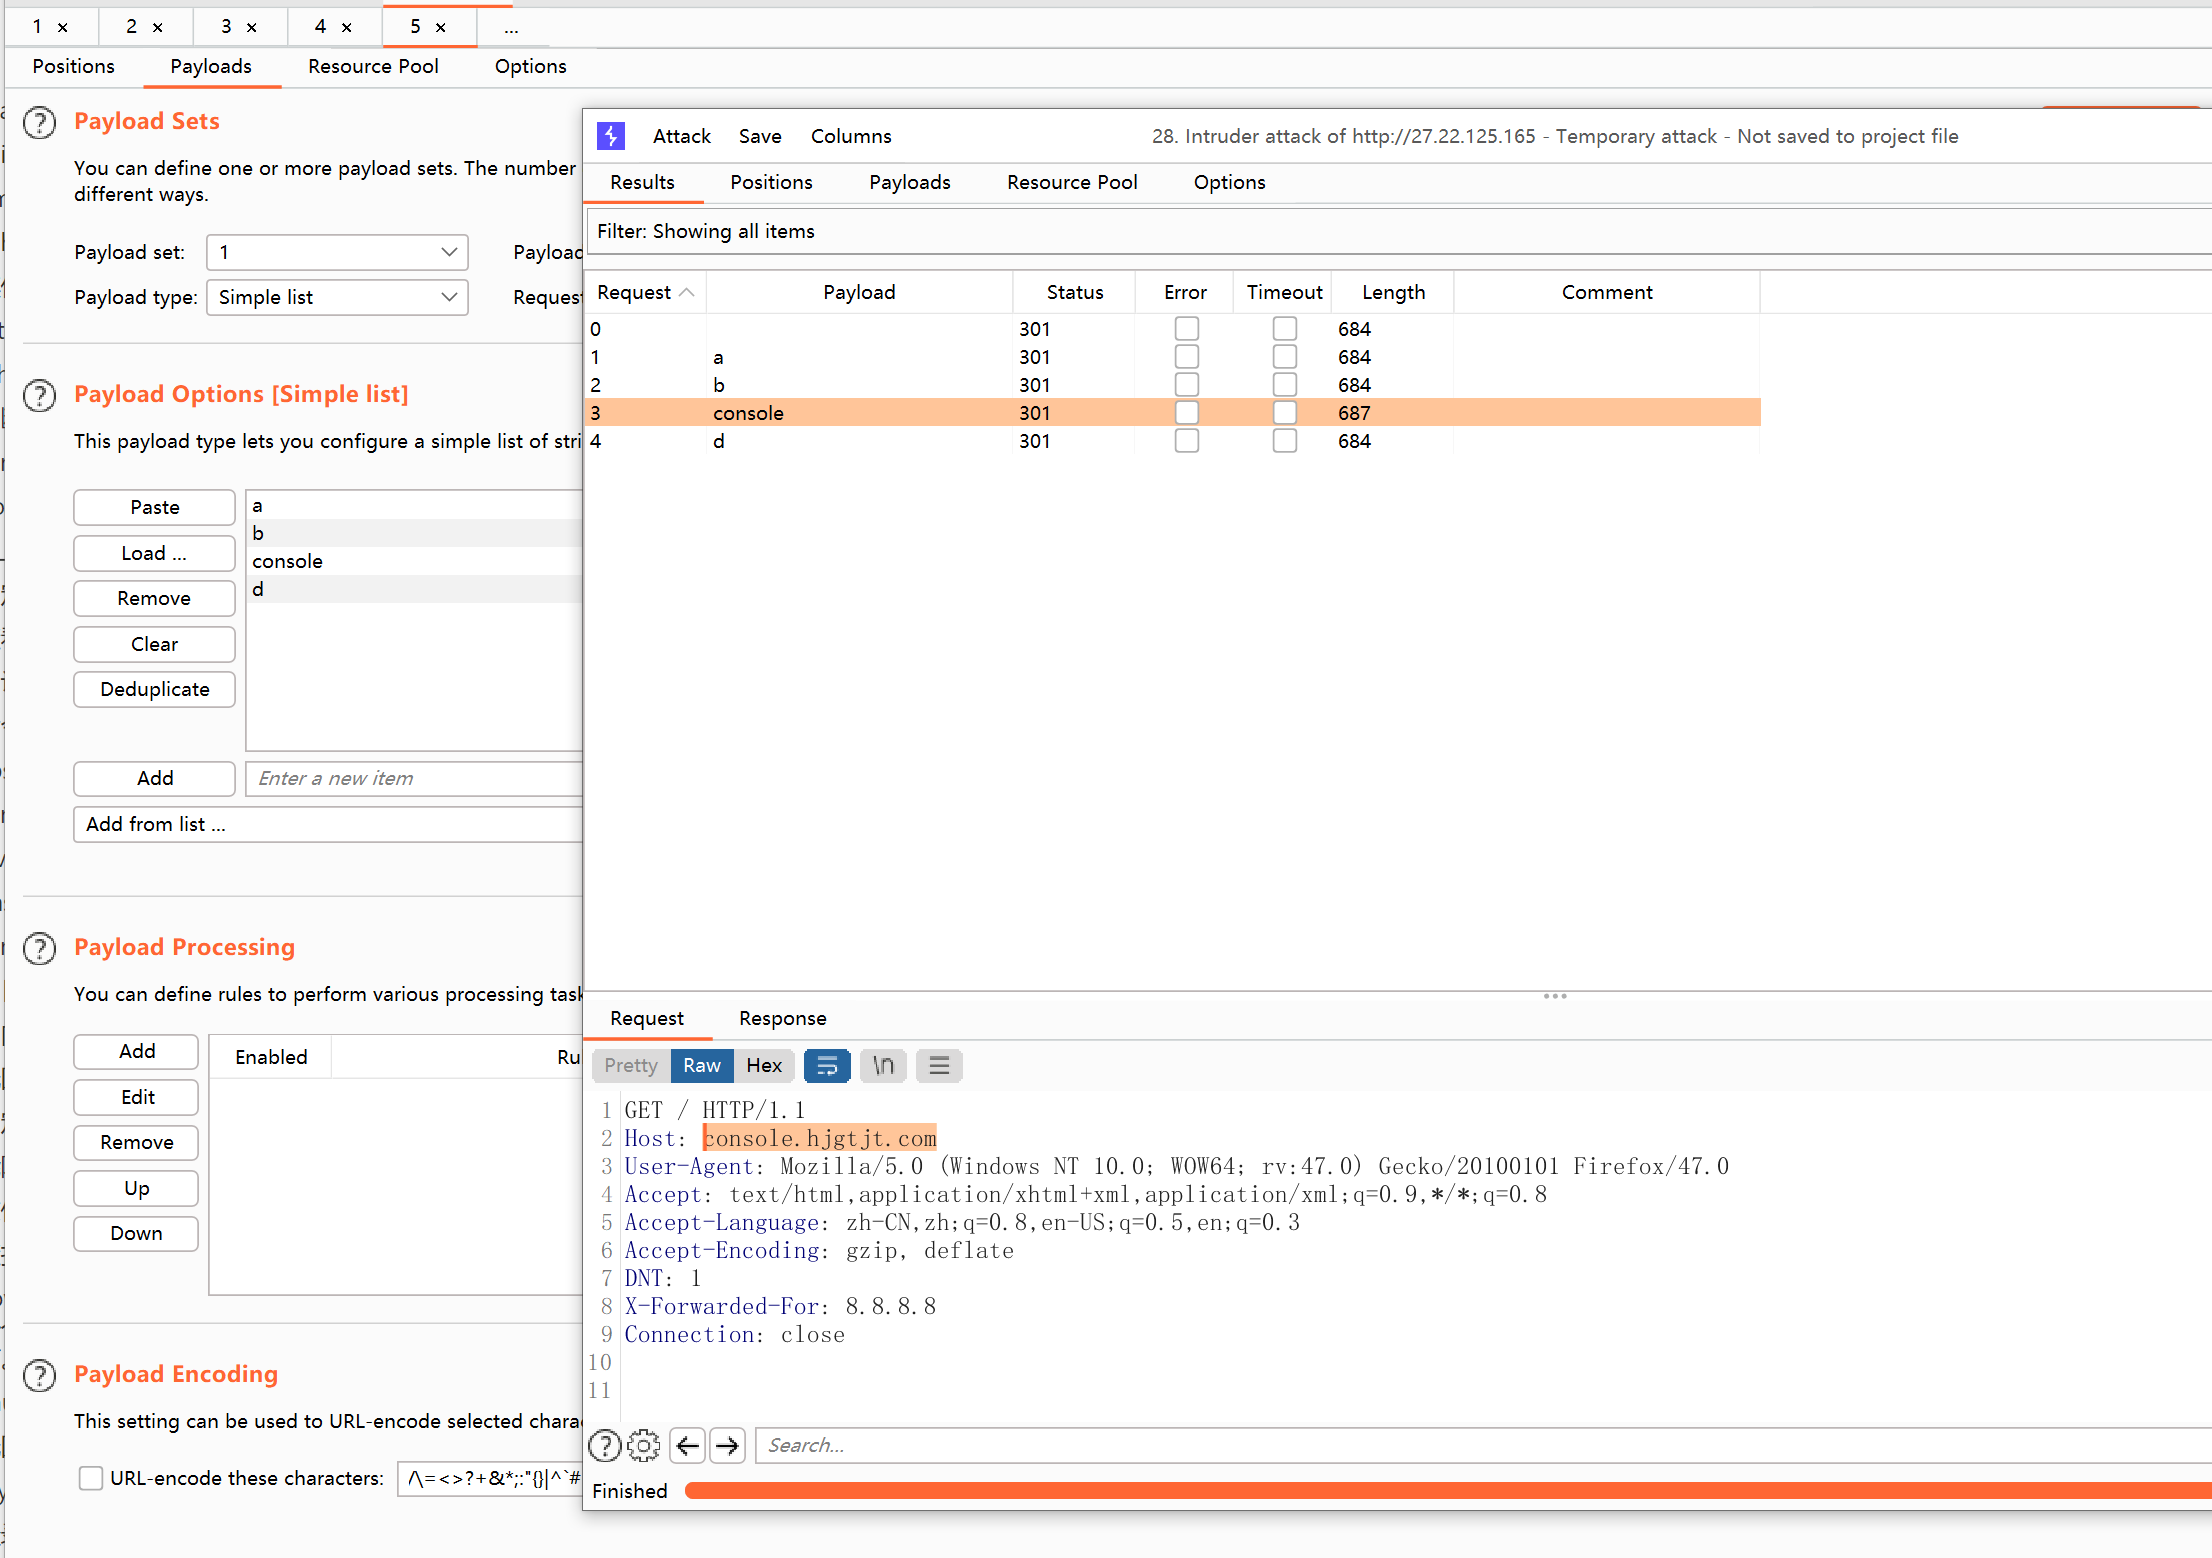 1 × 2 × 3 × 4 × 5 × ...
Positions Payloads Resource Pool Options
? Payload Sets
You can define one or more payload sets. The number
different ways.
Payload set: 1 Payload
Payload type: Simple list Request
? Payload Options [Simple list]
This payload type lets you configure a simple list of stri
Paste
Load ...
Remove
Clear
Deduplicate
a
b
console
d
Add Enter a new item
Add from list ...
? Payload Processing
You can define rules to perform various processing task
Add
Edit
Remove
Up
Down
Enabled Ru
? Payload Encoding
This setting can be used to URL-encode selected chara
URL-encode these characters: /\=<>?+&*;:"{}|^`#
Attack Save Columns 28. Intruder attack of http://27.22.125.165 - Temporary attack - Not saved to project file
Results Positions Payloads Resource Pool Options
Filter: Showing all items
Request Payload Status Error Timeout Length Comment
0 301 684
1 a 301 684
2 b 301 684
3 console 301 687
4 d 301 684
Request Response
Pretty Raw Hex \n
1 GET / HTTP/1.1
2 Host: console.hjgtjt.com
3 User-Agent: Mozilla/5.0 (Windows NT 10.0; WOW64; rv:47.0) Gecko/20100101 Firefox/47.0
4 Accept: text/html,application/xhtml+xml,application/xml;q=0.9,*/*;q=0.8
5 Accept-Language: zh-CN,zh;q=0.8,en-US;q=0.5,en;q=0.3
6 Accept-Encoding: gzip, deflate
7 DNT: 1
8 X-Forwarded-For: 8.8.8.8
9 Connection: close
10
11
? Search...
Finished